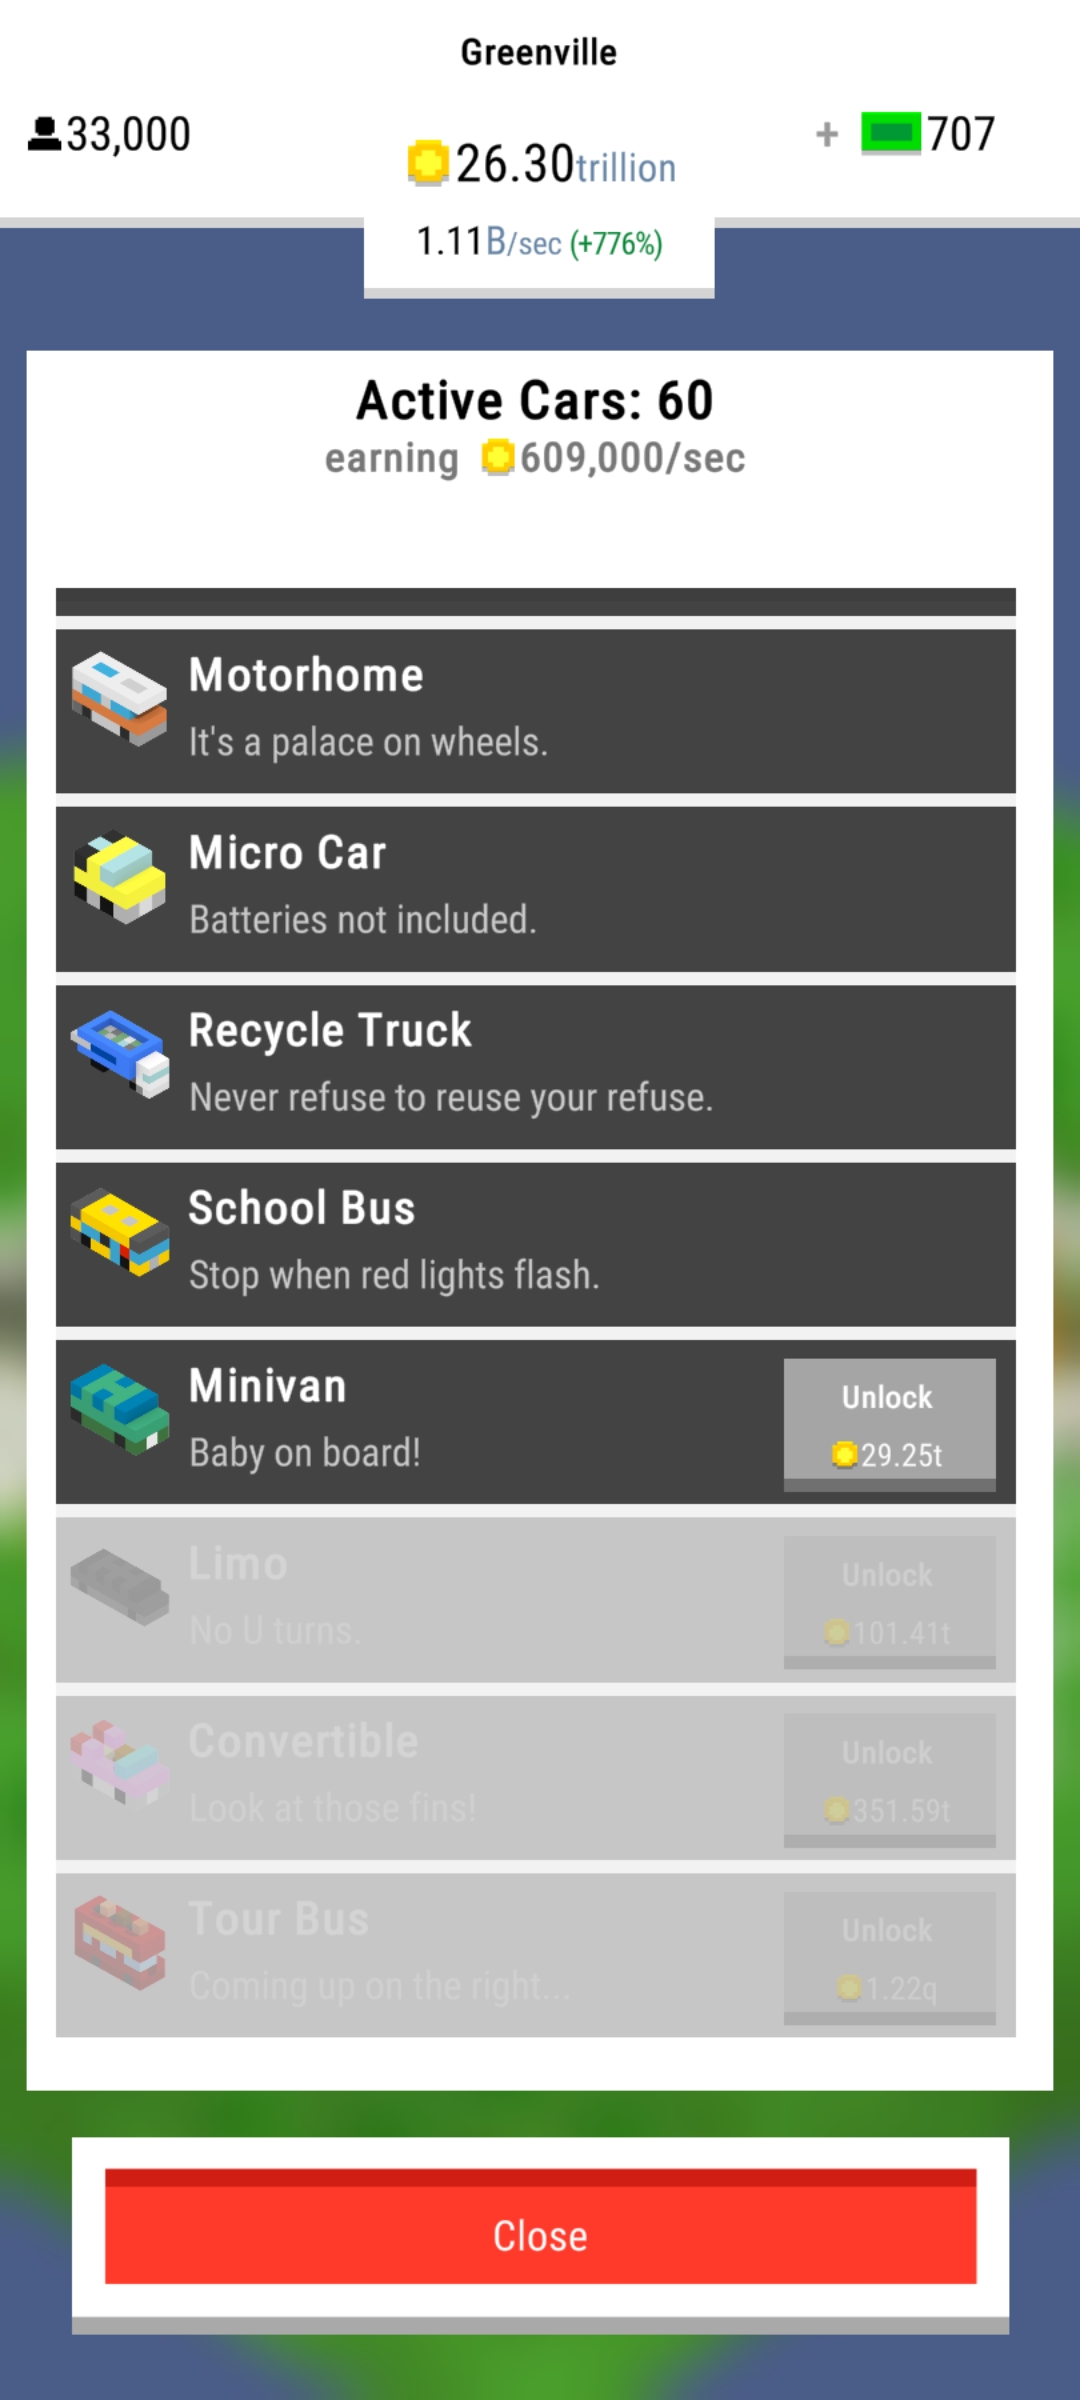 Greenville
33,000
26.30trillion
+ 707
1.11B/sec (+776%)
Active Cars: 60
earning 609,000/sec
Motorhome
It's a palace on wheels.
Micro Car
Batteries not included.
Recycle Truck
Never refuse to reuse your refuse.
School Bus
Stop when red lights flash.
Minivan
Baby on board!
Unlock
29.25t
Limo
No U turns.
Unlock
101.41t
Convertible
Look at those fins!
Unlock
351.59t
Tour Bus
Coming up on the right...
Unlock
1.22q
Close